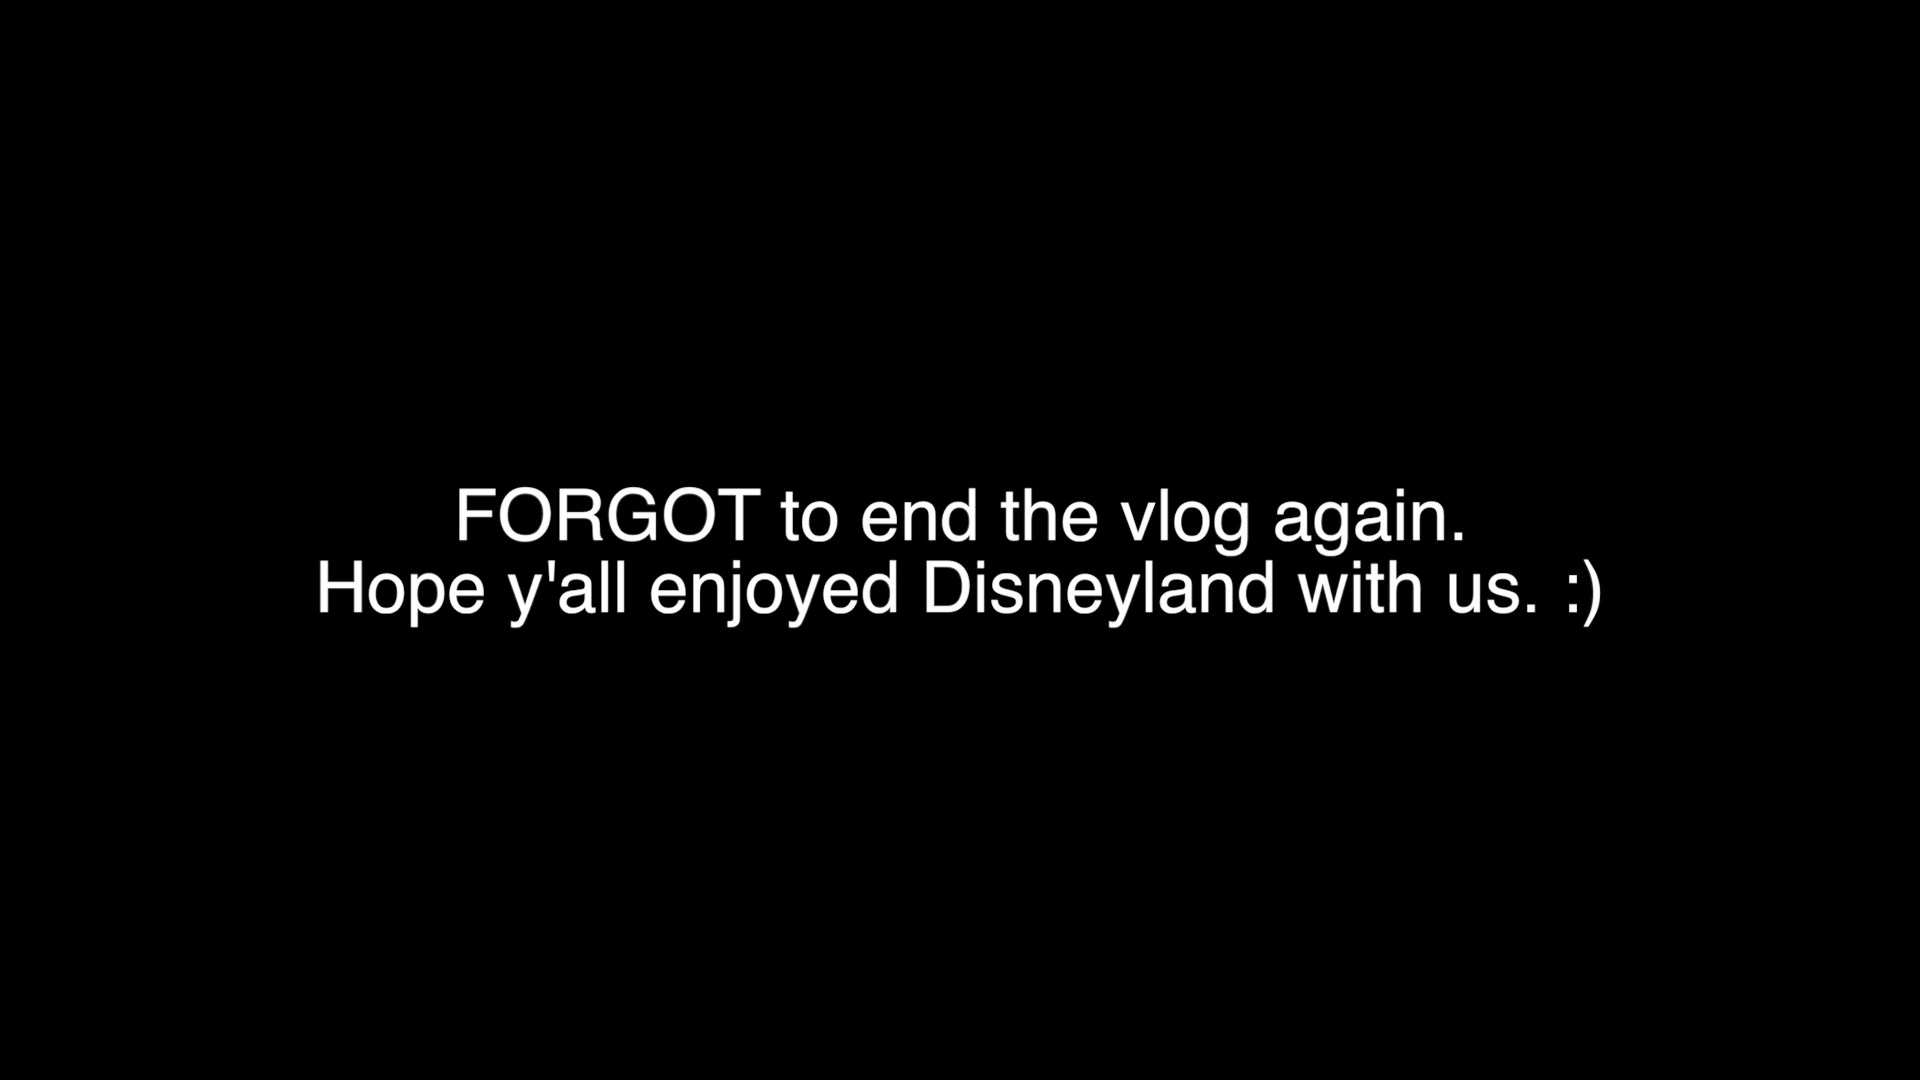 FORGOT to end the vlog again.
Hope y'all enjoyed Disneyland with us. :)